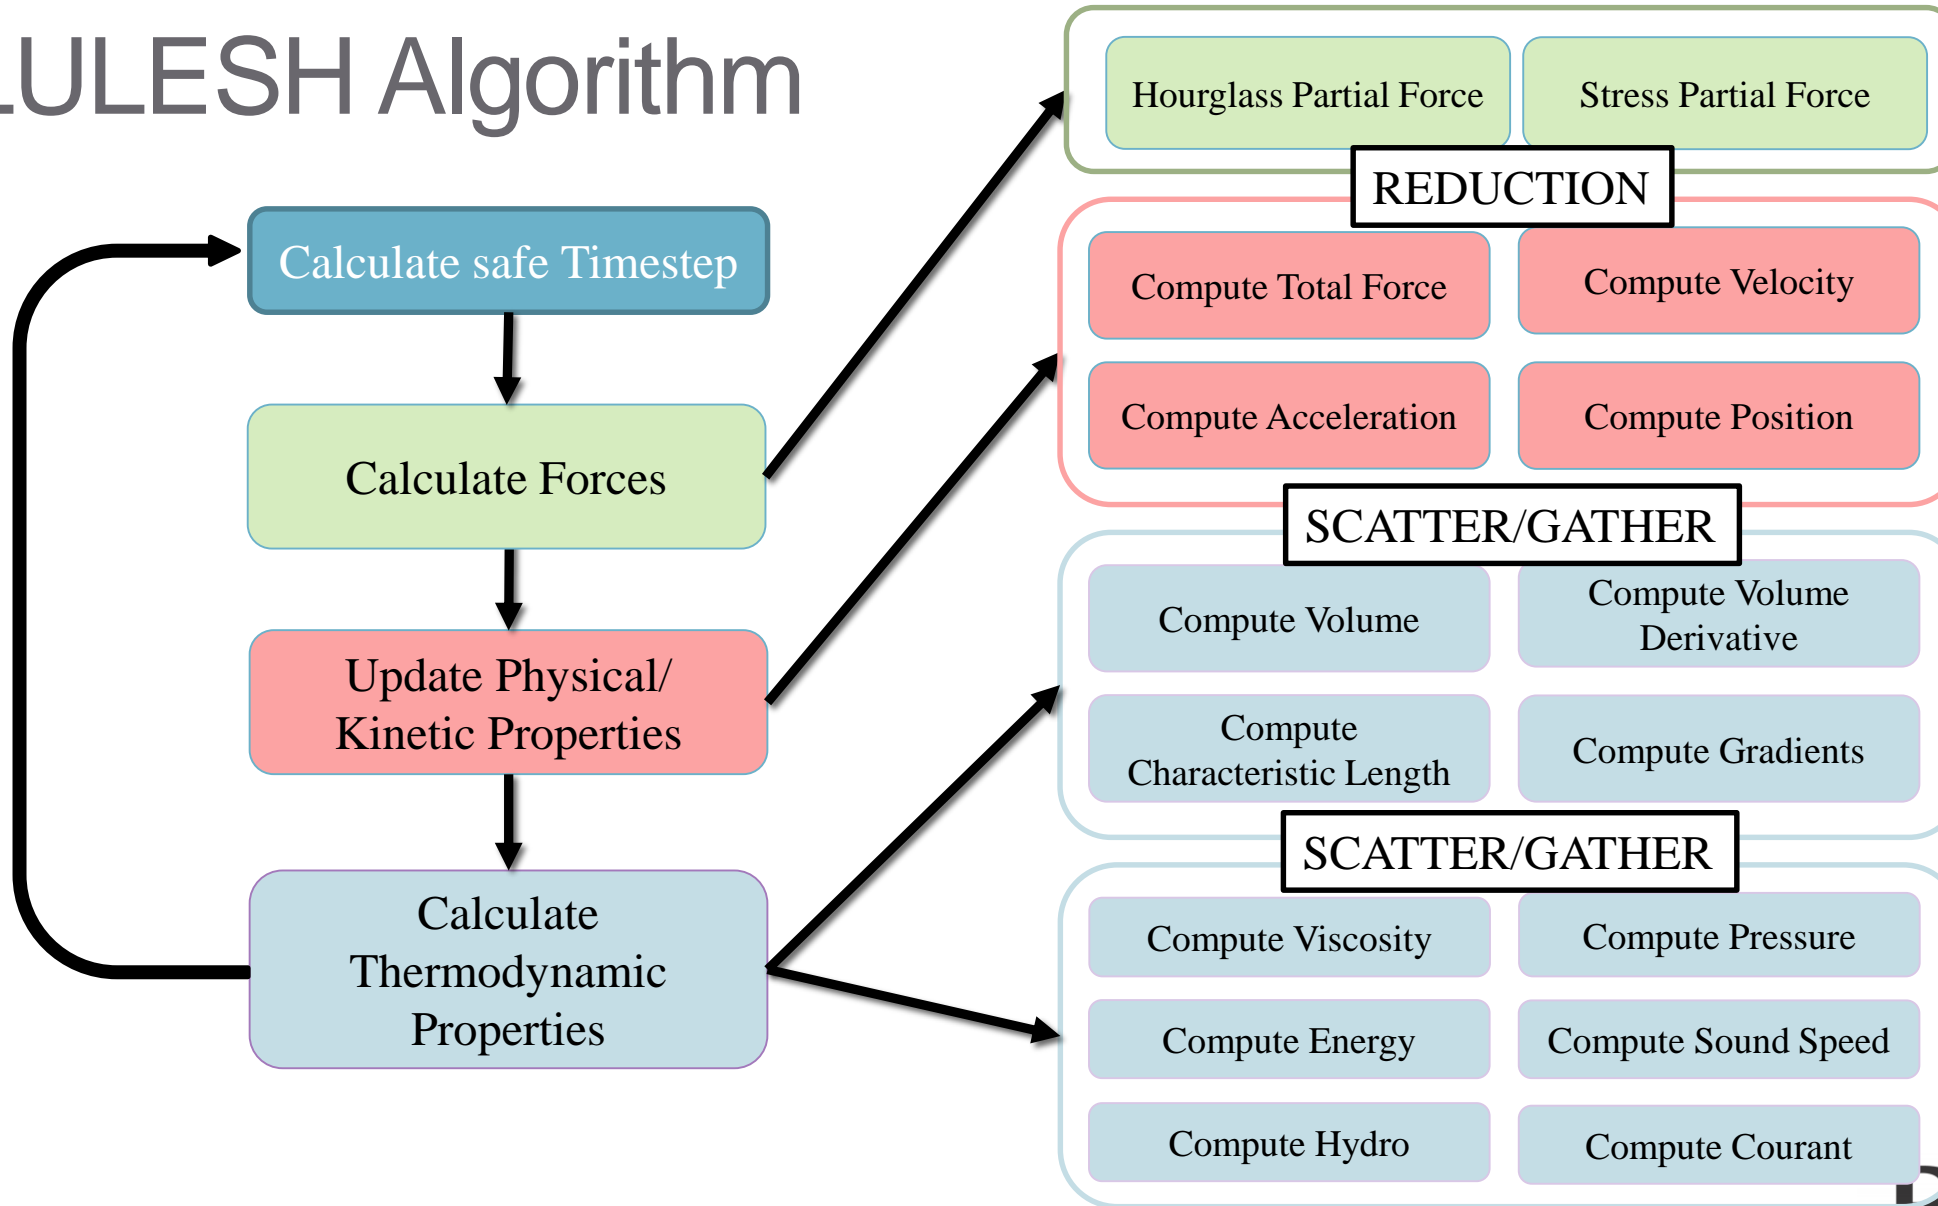 LULESH Algorithm
Calculate safe Timestep
Calculate Forces
Update Physical/
Kinetic Properties
Calculate
Thermodynamic
Properties
Hourglass Partial Force
Stress Partial Force
REDUCTION
Compute Total Force
Compute Velocity
Compute Acceleration
Compute Position
SCATTER/GATHER
Compute Volume
Compute Volume
Derivative
Compute
Characteristic Length
Compute Gradients
SCATTER/GATHER
Compute Viscosity
Compute Pressure
Compute Energy
Compute Sound Speed
Compute Hydro
Compute Courant